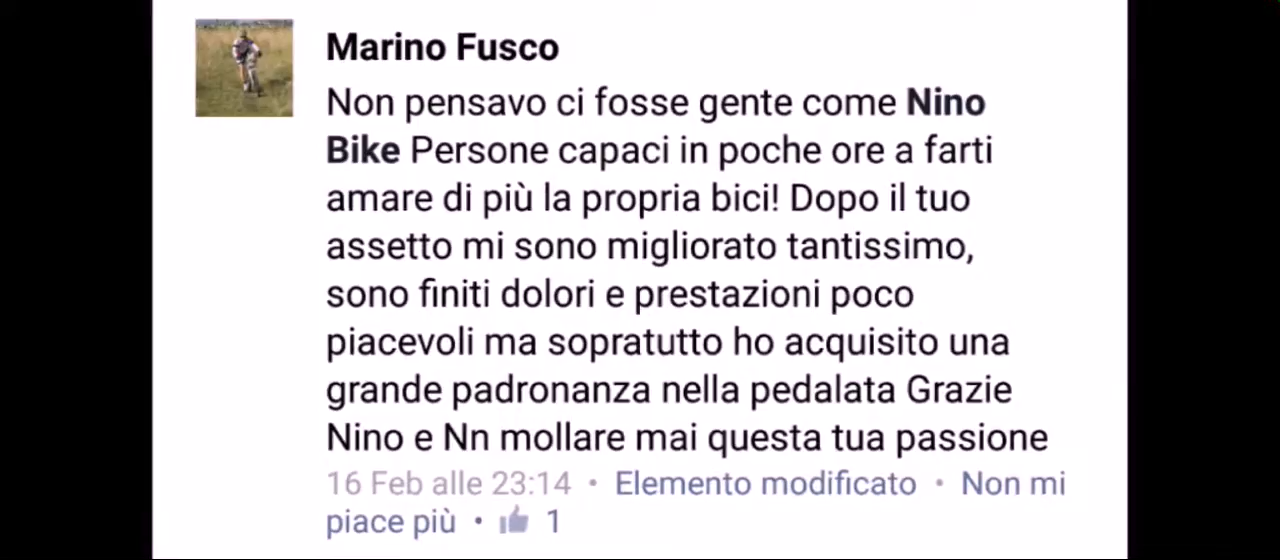 Marino Fusco
Non pensavo ci fosse gente come Nino
Bike Persone capaci in poche ore a farti
amare di più la propria bici! Dopo il tuo
assetto mi sono migliorato tantissimo,
sono finiti dolori e prestazioni poco
piacevoli ma sopratutto ho acquisito una
grande padronanza nella pedalata Grazie
Nino e Nn mollare mai questa tua passione
16 Feb alle 23:14 • Elemento modificato • Non mi
piace più • 1